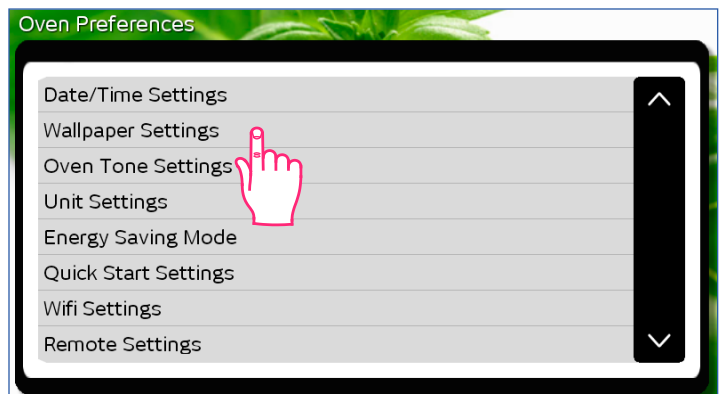 Oven Preferences
Date/Time Settings
Wallpaper Settings
Oven Tone Settings
Unit Settings
Energy Saving Mode
Quick Start Settings
Wifi Settings
Remote Settings